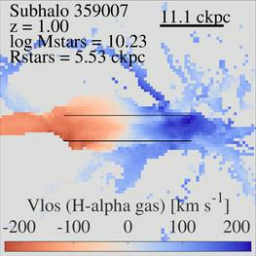 Subhalo 359007
11.1 ckpc
z = 1.00
log Mstars = 10.23
Rstars = 5.53 ckpc
Vlos (H-alpha gas) [km s⁻¹]
-200 -100 0 100 200